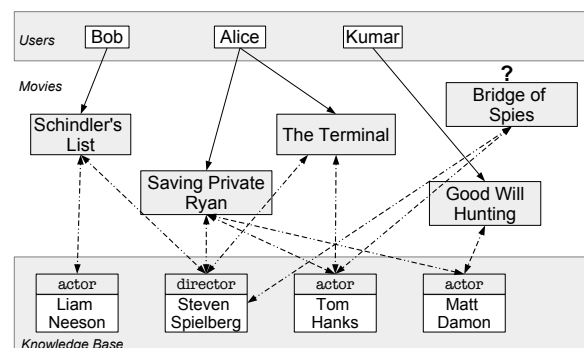 Users
Bob
Alice
Kumar
Movies
?
Bridge of
Spies
Schindler's
List
The Terminal
Saving Private
Ryan
Good Will
Hunting
actor
Liam
Neeson
director
Steven
Spielberg
actor
Tom
Hanks
actor
Matt
Damon
Knowledge Base